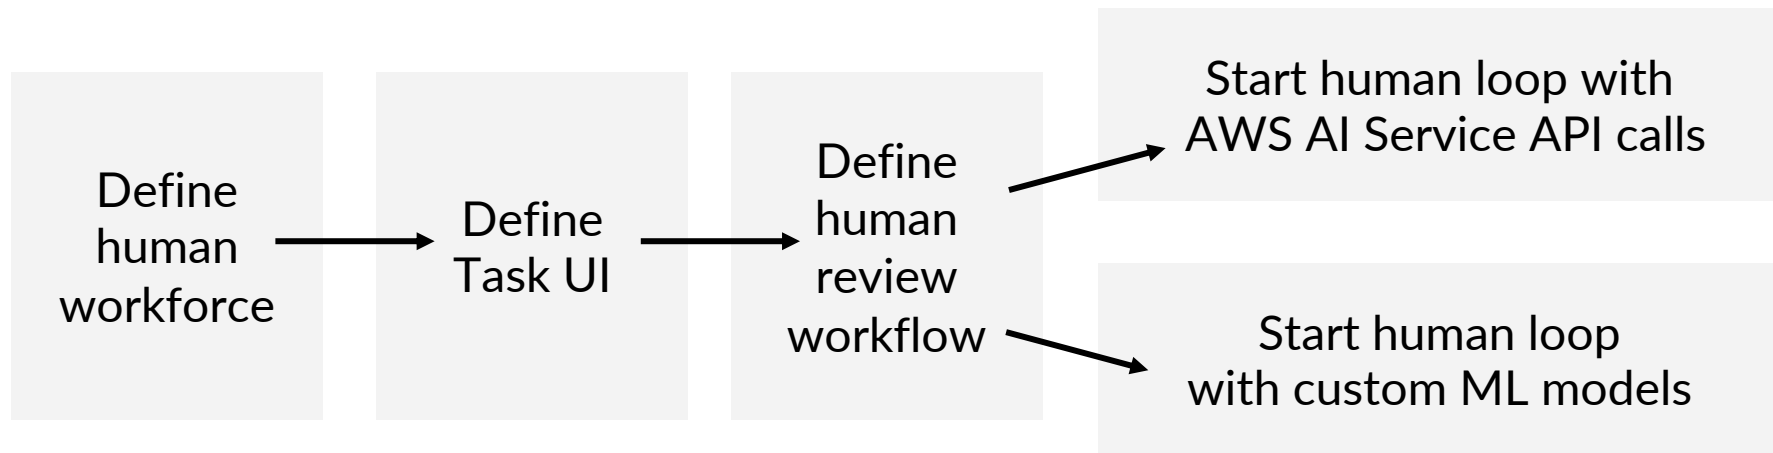 Define
human
workforce
Define
Task UI
Define
human
review
workflow
Start human loop with
AWS AI Service API calls
Start human loop
with custom ML models